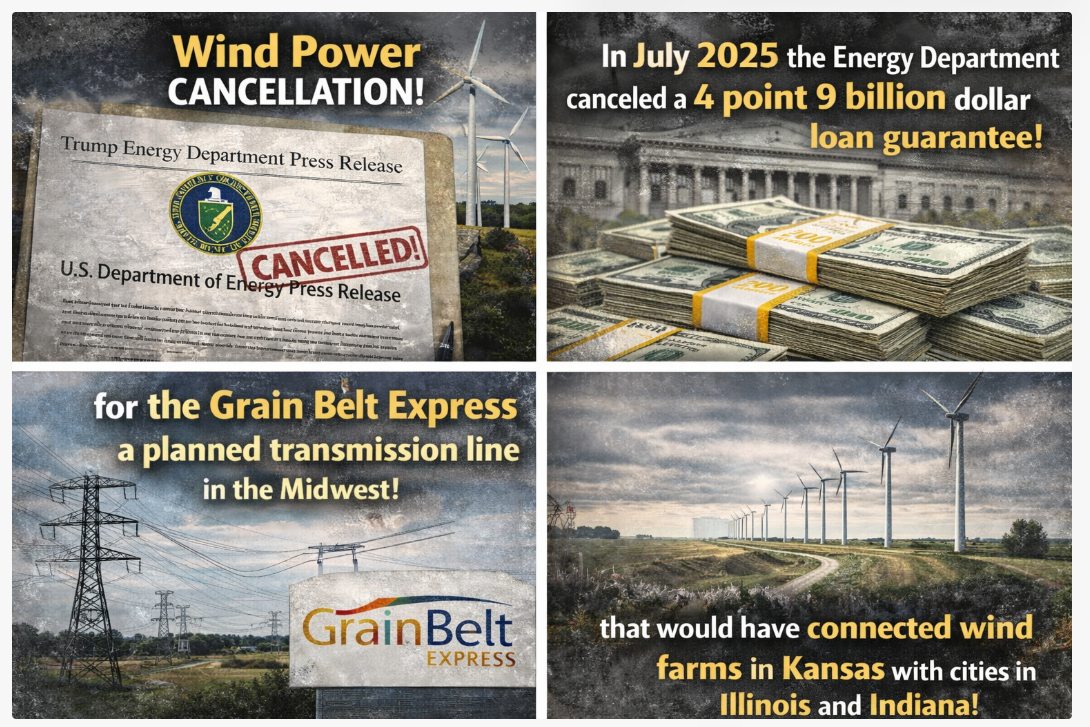 Wind Power
CANCELLATION!
Trump Energy Department Press Release
CANCELLED!
U.S. Department of Energy Press Release
In July 2025 the Energy Department
canceled a 4 point 9 billion dollar
loan guarantee!
for the Grain Belt Express
a planned transmission line
in the Midwest!
GrainBelt
EXPRESS
that would have connected wind
farms in Kansas with cities in
Illinois and Indiana!